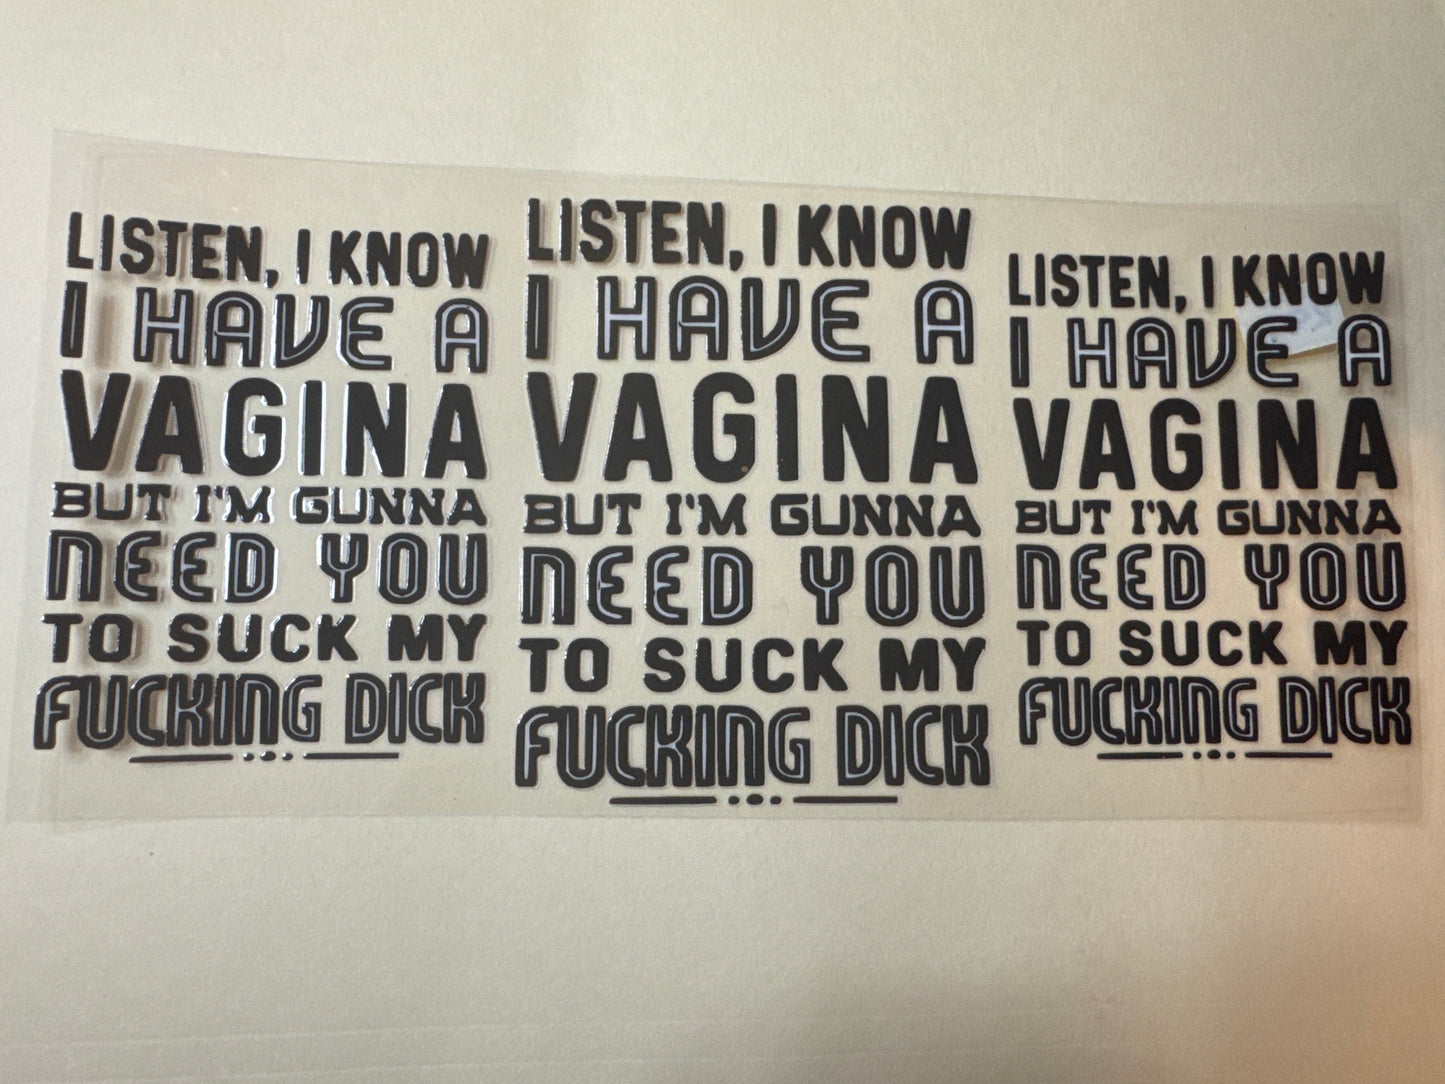 LISTEN, I KNOW
I HAVE A
VAGINA
BUT I'M GUNNA
NEED YOU
TO SUCK MY
FUCKING DICK
LISTEN, I KNOW
I HAVE A
VAGINA
BUT I'M GUNNA
NEED YOU
TO SUCK MY
FUCKING DICK
LISTEN, I KNOW
I HAVE A
VAGINA
BUT I'M GUNNA
NEED YOU
TO SUCK MY
FUCKING DICK